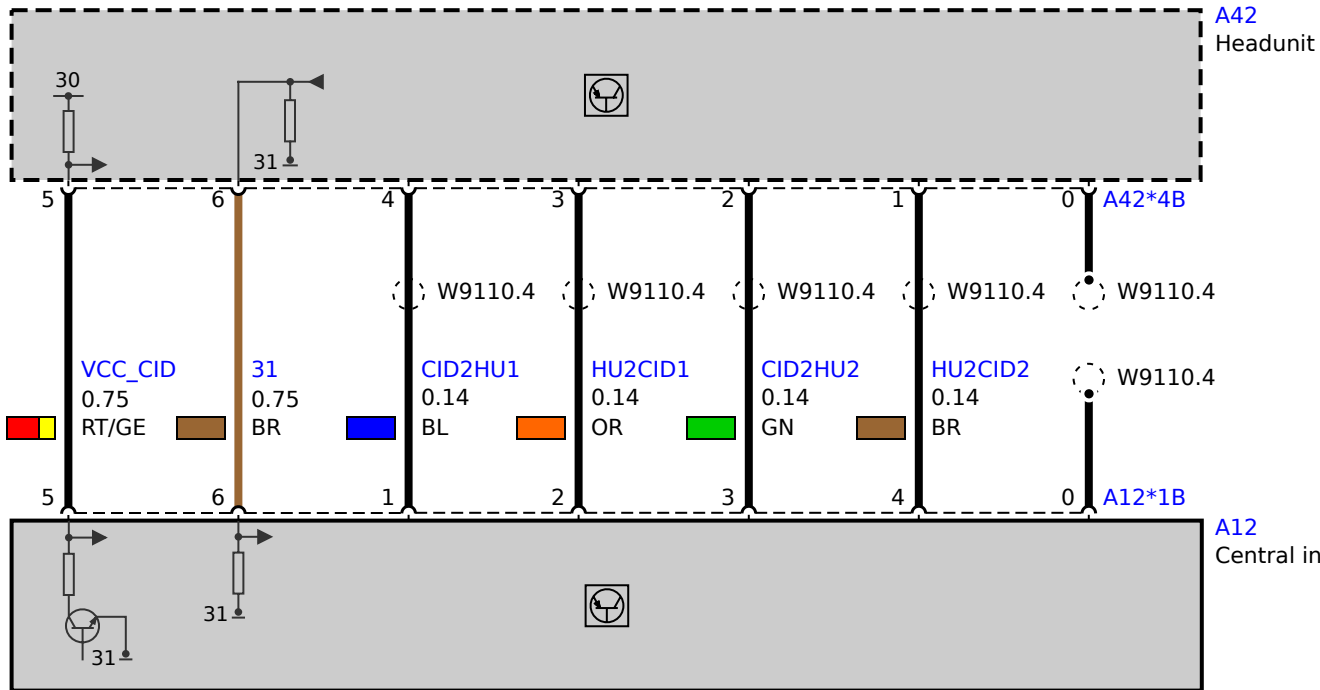 A42
Headunit
30
31
5 6 4 3 2 1 0 A42*4B
W9110.4 W9110.4 W9110.4 W9110.4 W9110.4
W9110.4
VCC_CID 31 CID2HU1 HU2CID1 CID2HU2 HU2CID2
0.75 0.75 0.14 0.14 0.14 0.14
RT/GE BR BL OR GN BR
5 6 1 2 3 4 0 A12*1B
A12
Central in
31
31